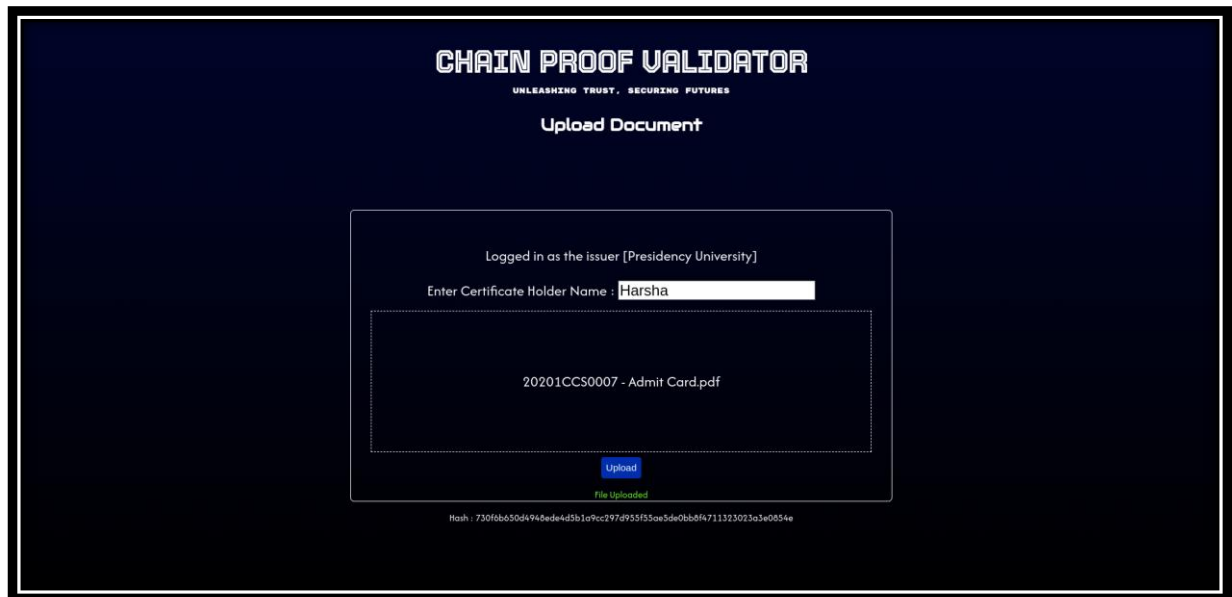 CHAIN PROOF VALIDATOR
UNLEASHING TRUST, SECURING FUTURES
Upload Document
Logged in as the issuer [Presidency University]
Enter Certificate Holder Name : Harsha
20201CCS0007 - Admit Card.pdf
Upload
File Uploaded
Hash : 730f6b650d4948ede4d5b1a9cc297d955f55ae5de0bb8f4711323023a3e0854e